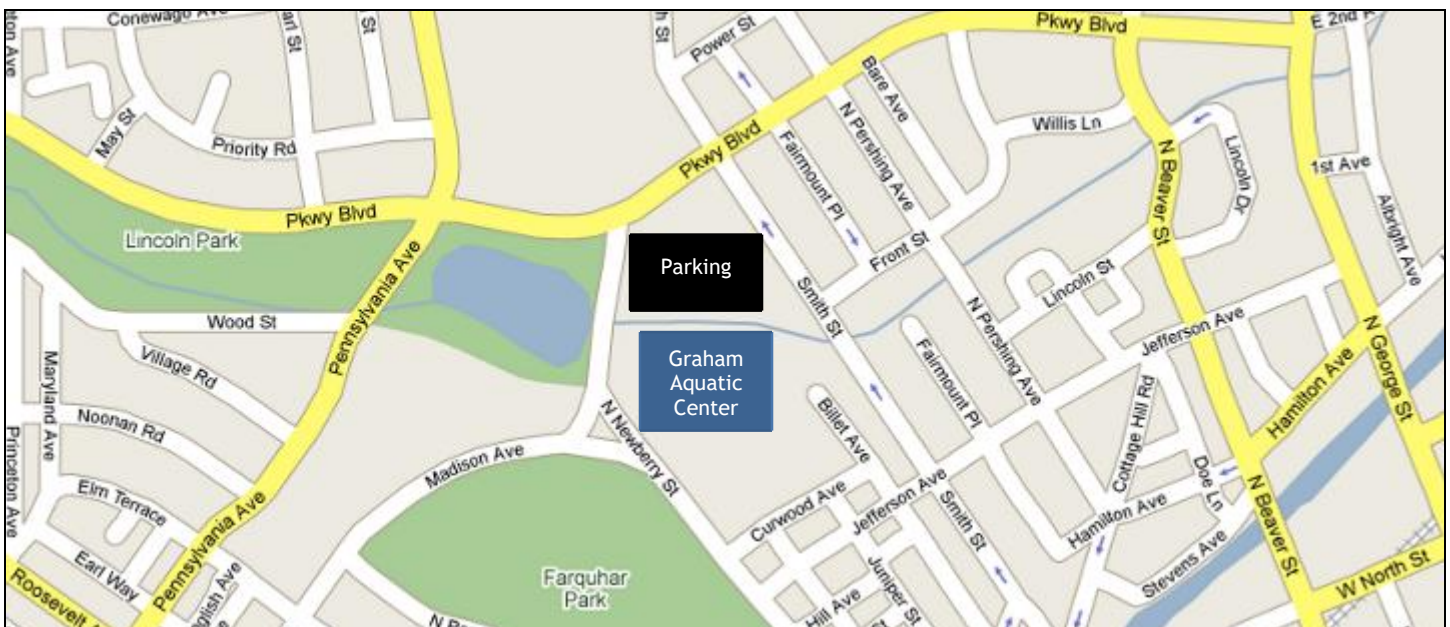 Conewago Ave
Power St
Pkwy Blvd
E 2nd
Bare Ave
N Pershing Ave
Willis Ln
May St
Priority Rd
Pkwy Blvd
Fairmount Pl
N Beaver St
Lincoln Dr
1st Ave
Albright Ave
Pkwy Blvd
Lincoln Park
Parking
Front St
Lincoln St
Pennsylvania Ave
Smith St
N Pershing Ave
Wood St
Jefferson Ave
N George St
Village Rd
Graham
Aquatic
Center
Fairmount Pl
Hamilton Ave
Maryland Ave
Noonan Rd
Billet Ave
Cottage Hill Rd
N Newberry St
Madison Ave
Princeton Ave
Doe Ln
Elm Terrace
Curwood Ave
Jefferson Ave
Smith St
Hamilton Ave
N Beaver St
Pennsylvania Ave
Earl Way
Farquhar
Park
Juniper St
Stevens Ave
W North St
Roosevelt
Hill Ave